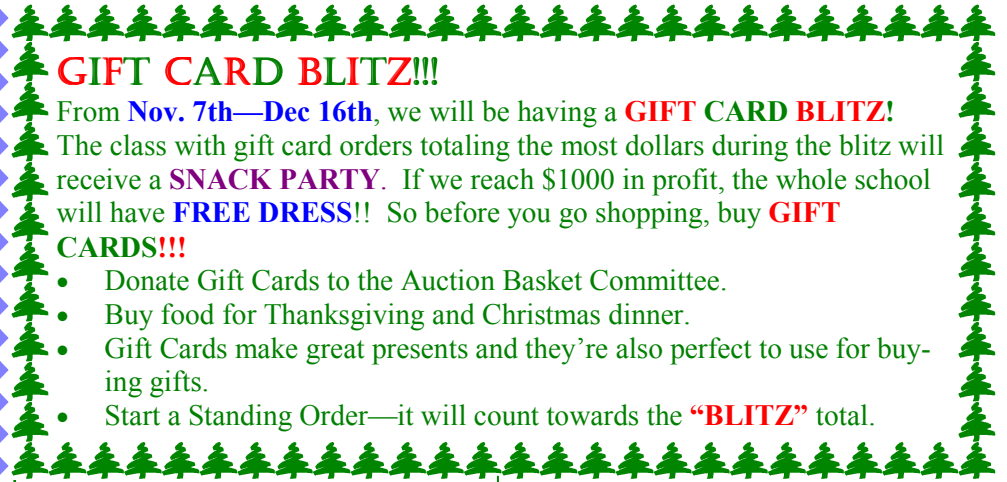 GIFT CARD BLITZ!!!
From Nov. 7th—Dec 16th, we will be having a GIFT CARD BLITZ!
The class with gift card orders totaling the most dollars during the blitz will
receive a SNACK PARTY.  If we reach $1000 in profit, the whole school
will have FREE DRESS!!  So before you go shopping, buy GIFT
CARDS!!!
• Donate Gift Cards to the Auction Basket Committee.
• Buy food for Thanksgiving and Christmas dinner.
• Gift Cards make great presents and they’re also perfect to use for buy-
ing gifts.
• Start a Standing Order—it will count towards the “BLITZ” total.